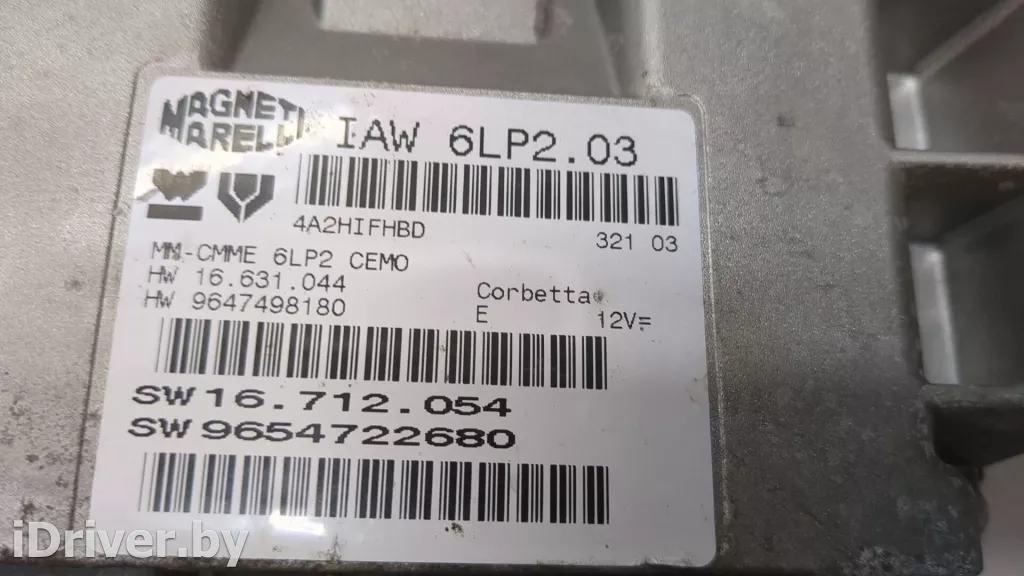 MAGNETI
MARELLI
IAW 6LP2.03
4A2HIFHBD 321 03
MM.-CMME 6LP2 CEMO
HW 16.631.044
HW 9647498180
Corbetta
E 12V=
SW 16.712.054
SW 9654722680
iDriver.by